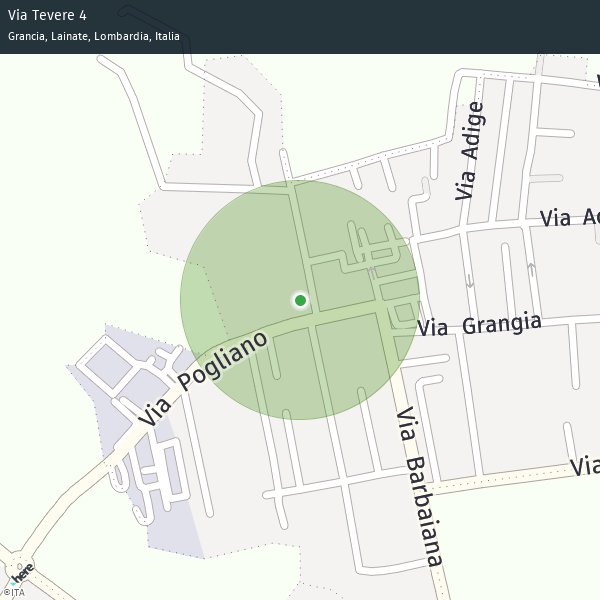 Via Tevere 4
Grancia, Lainate, Lombardia, Italia
Via Adige
Via
Via Grangia
Via Pogliano
Via Barbaiana
Via
here
©ITA